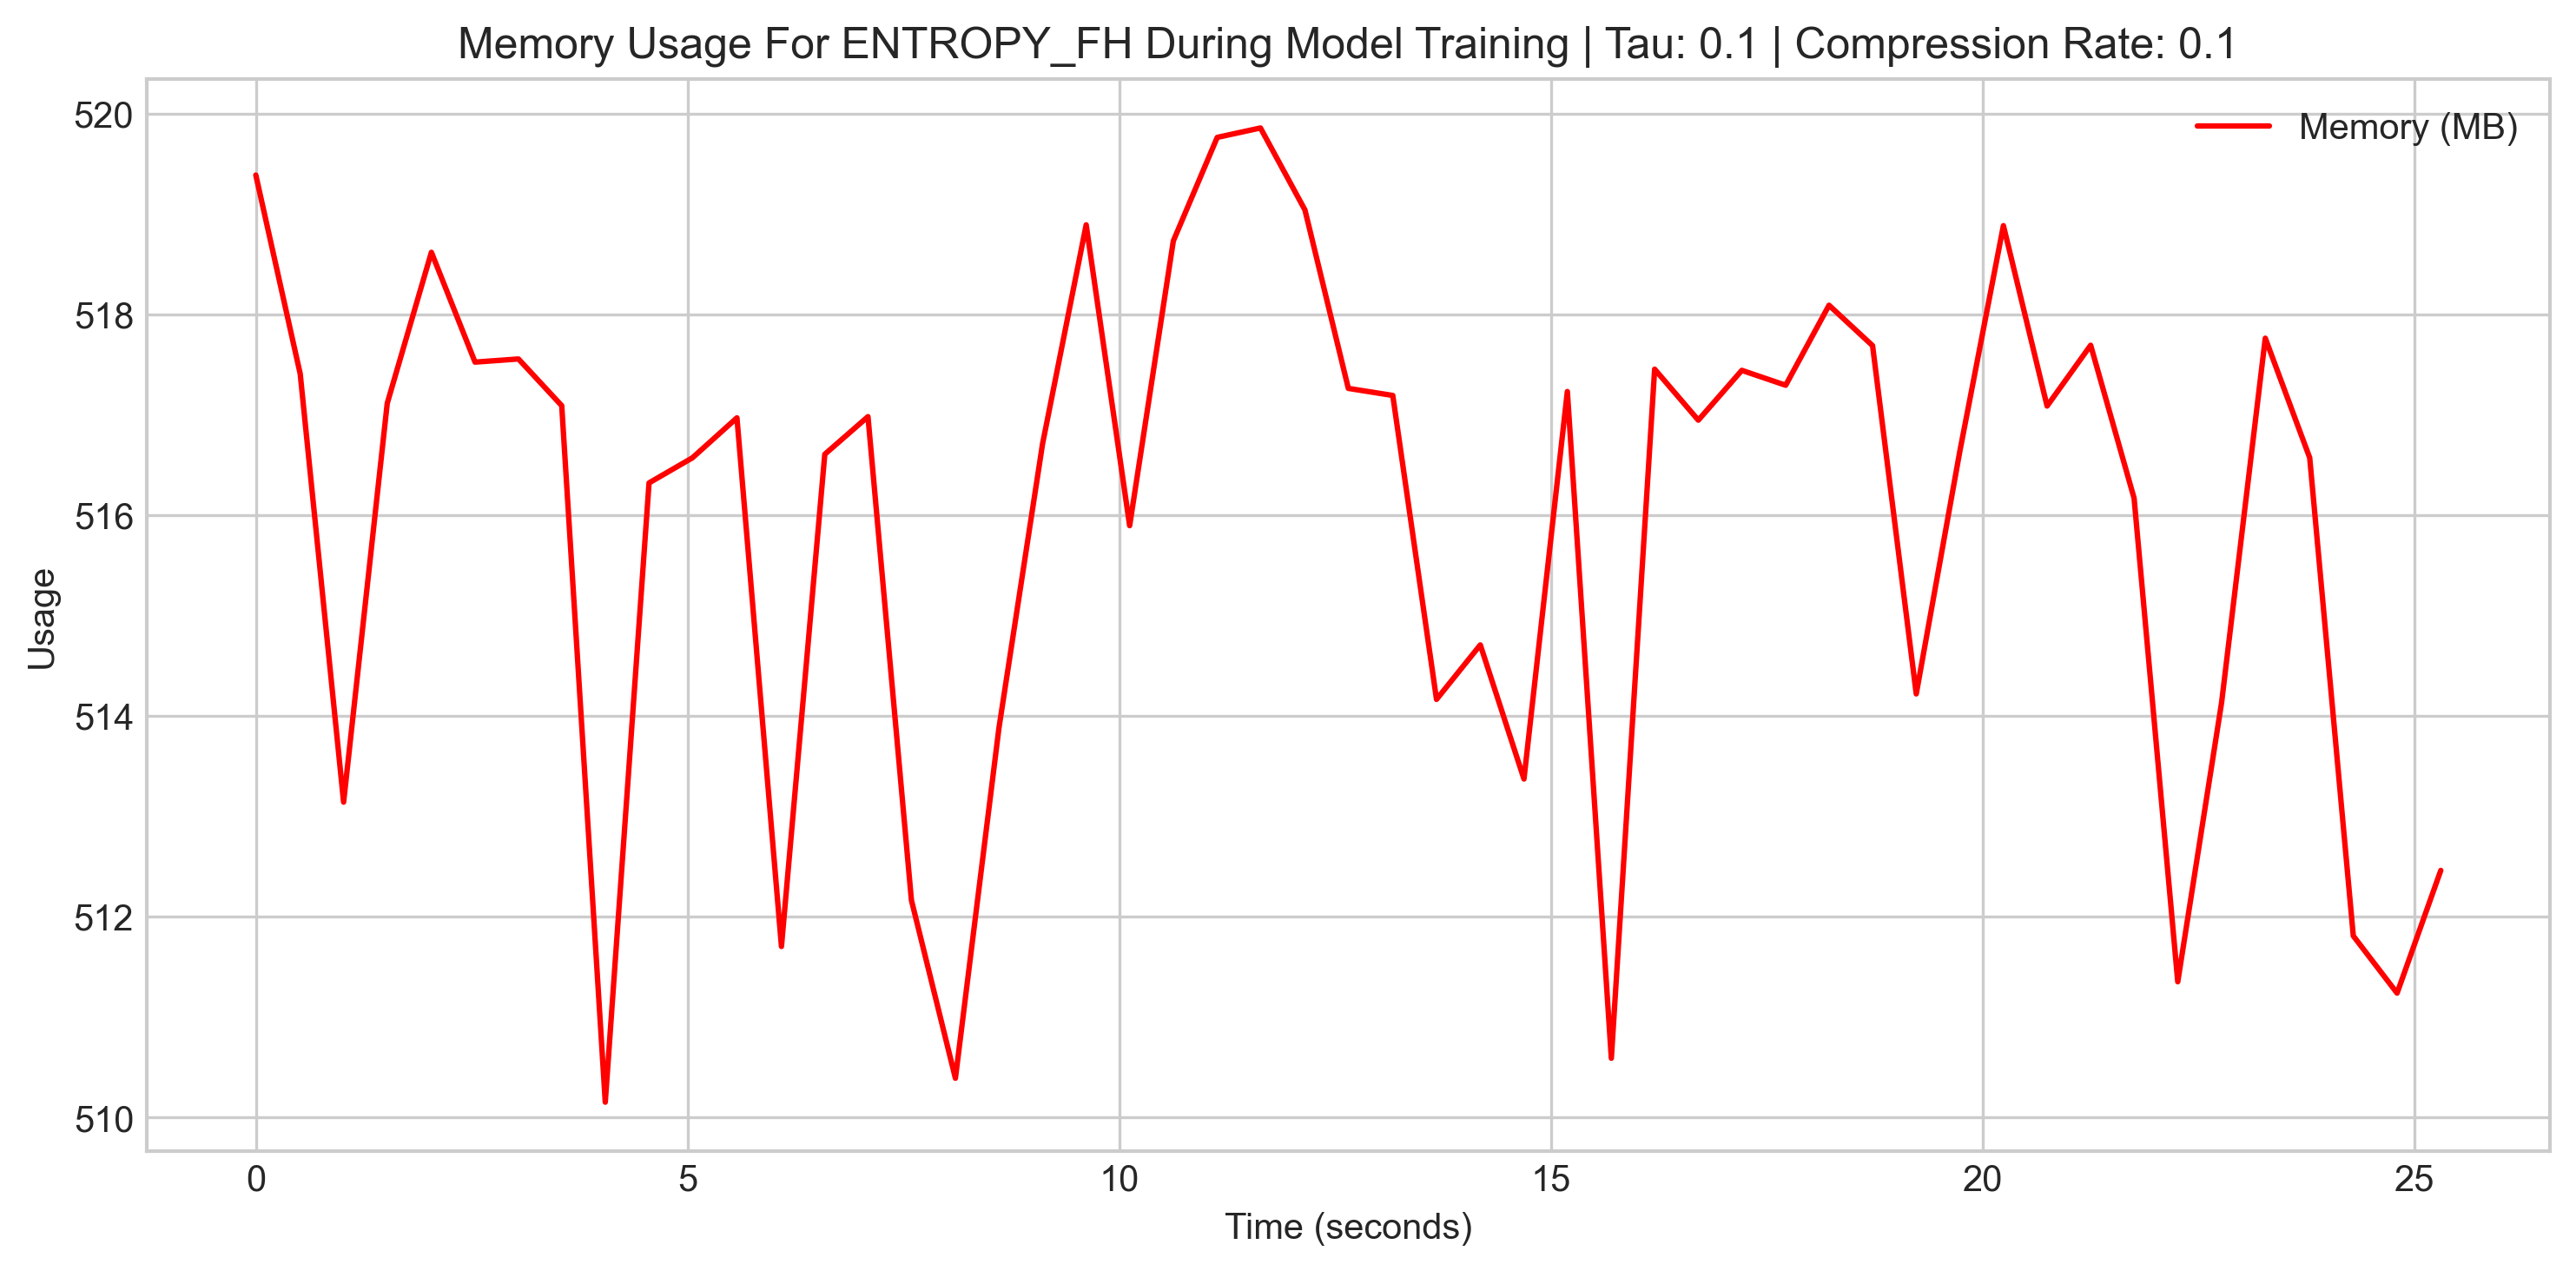 Memory Usage For ENTROPY_FH During Model Training | Tau: 0.1 | Compression Rate: 0.1
Memory (MB)
520
518
516
514
512
510
Usage
0 5 10 15 20 25
Time (seconds)